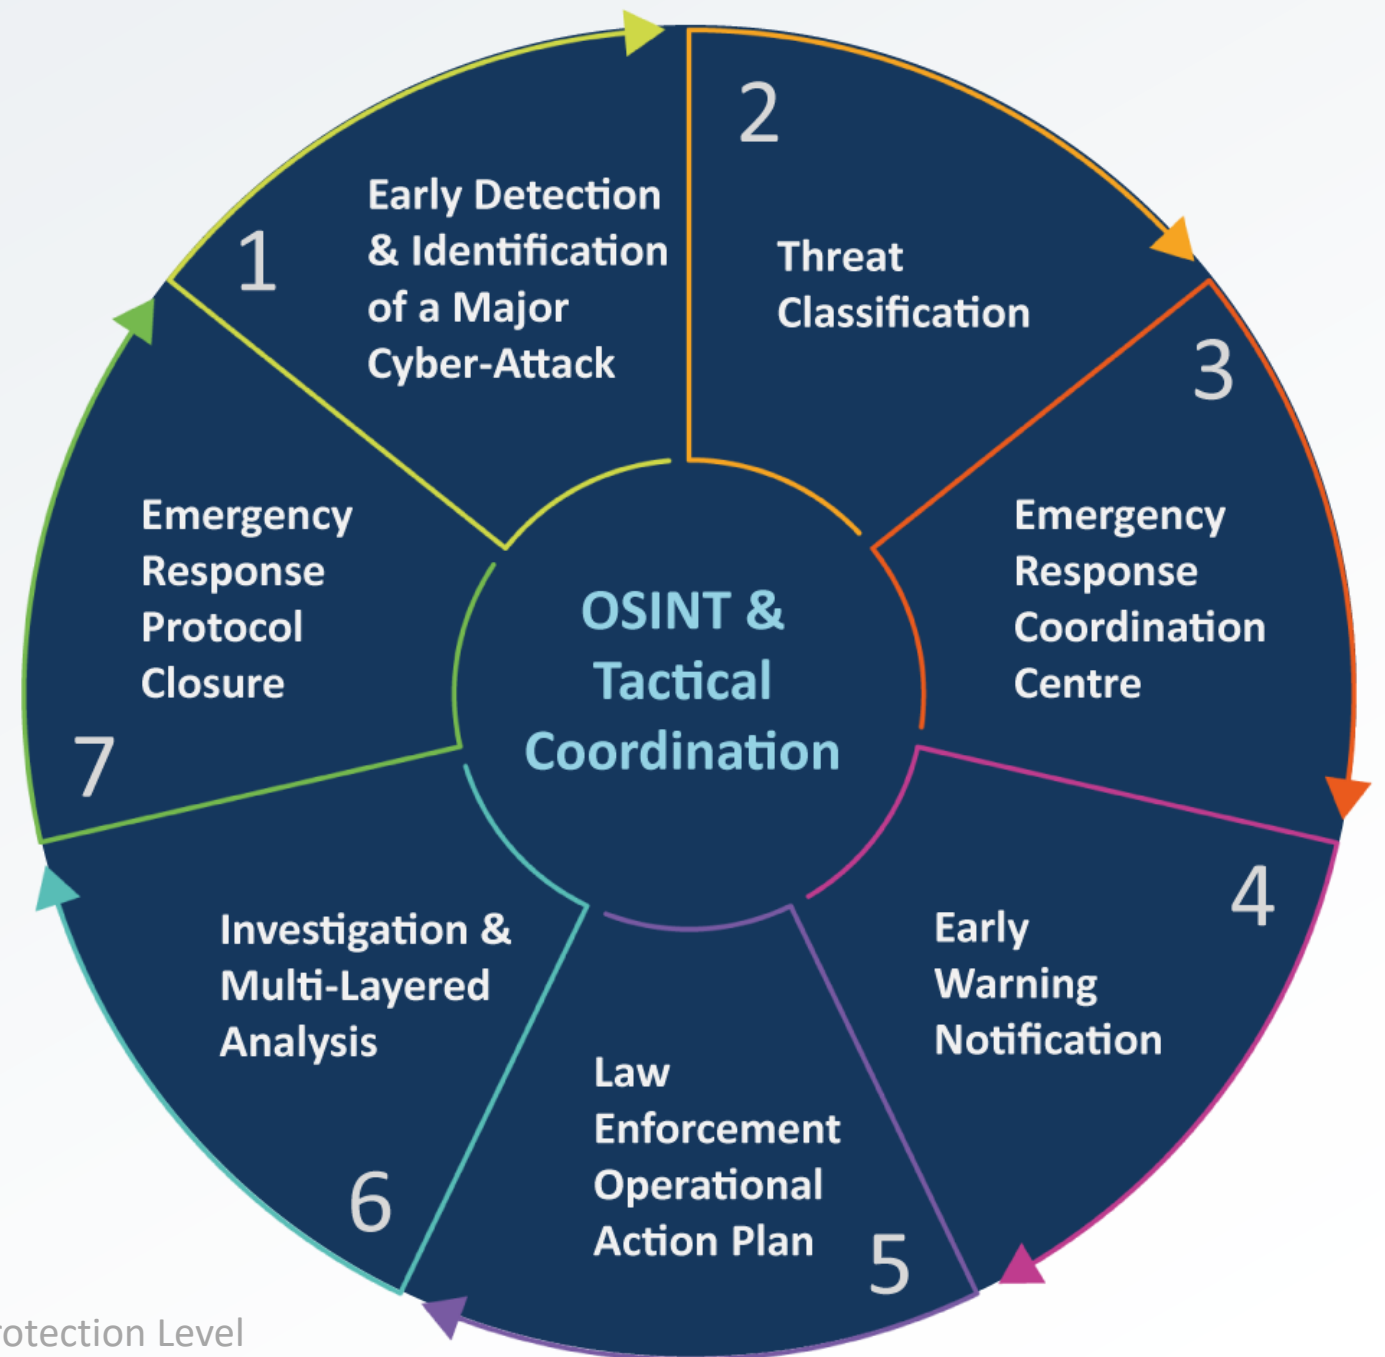 1
Early Detection
& Identification
of a Major
Cyber-Attack
2
Threat
Classification
3
Emergency
Response
Coordination
Centre
4
Early
Warning
Notification
5
Law
Enforcement
Operational
Action Plan
6
Investigation &
Multi-Layered
Analysis
7
Emergency
Response
Protocol
Closure
OSINT &
Tactical
Coordination
Level